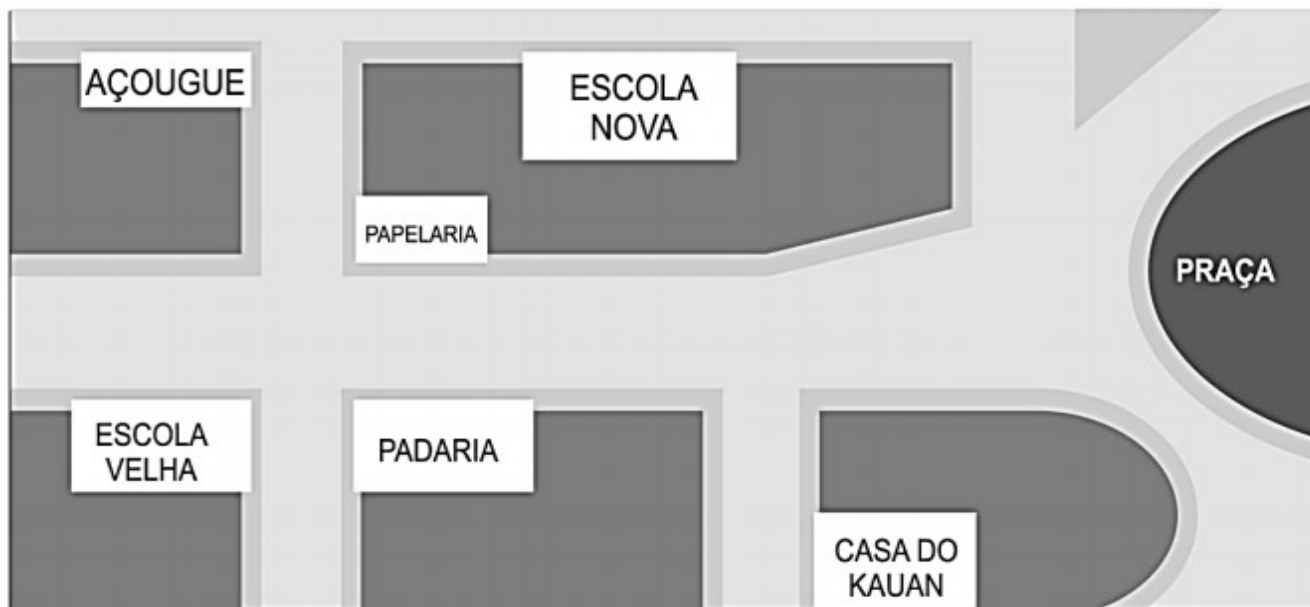 AÇOUGUE
ESCOLA
NOVA
PAPELARIA
PRAÇA
ESCOLA
VELHA
PADARIA
CASA DO
KAUAN